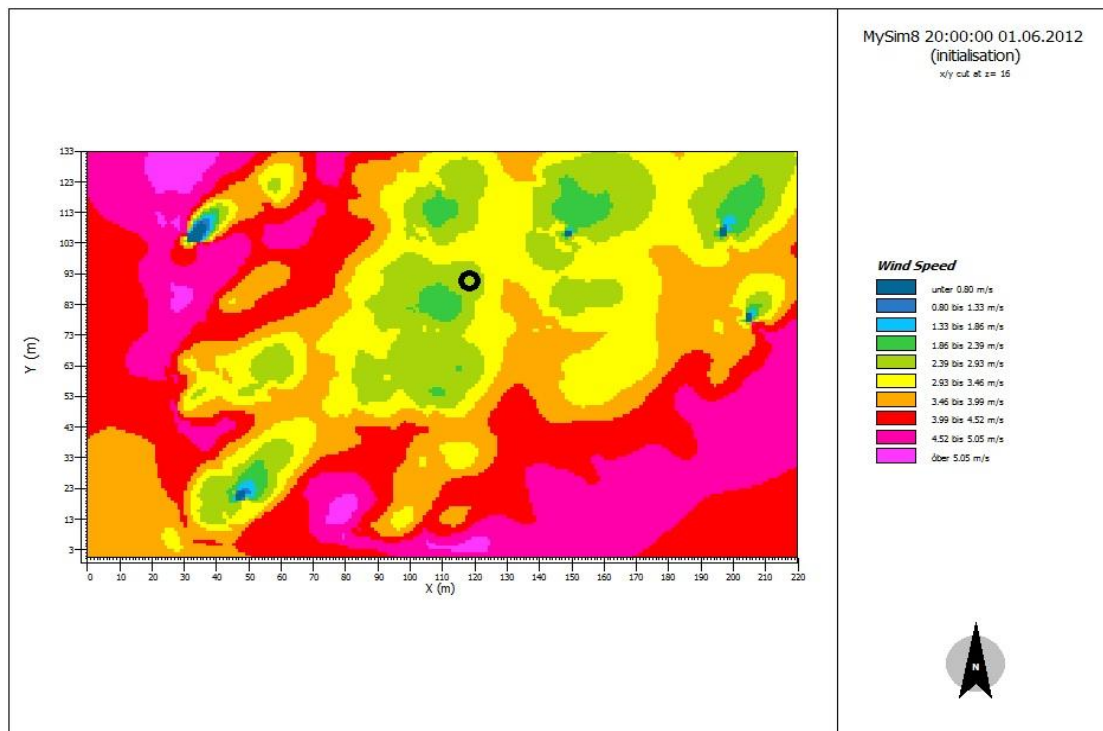 MySim8 20:00:00 01.06.2012
(initialisation)
x/y cut at z= 16
Y (m)
133
123
113
103
93
83
73
63
53
43
33
23
13
3
0 10 20 30 40 50 60 70 80 90 100 110 120 130 140 150 160 170 180 190 200 210 220
X (m)
Wind Speed
unter 0.80 m/s
0.80 bis 1.33 m/s
1.33 bis 1.86 m/s
1.86 bis 2.39 m/s
2.39 bis 2.93 m/s
2.93 bis 3.46 m/s
3.46 bis 3.99 m/s
3.99 bis 4.52 m/s
4.52 bis 5.05 m/s
öber 5.05 m/s
N